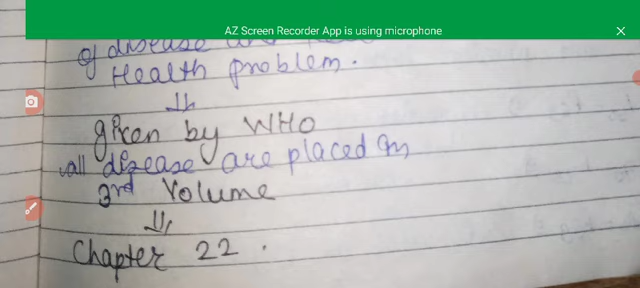 AZ Screen Recorder App is using microphone
of disease and
Health problem.
given by WHO
all disease are placed in
3rd Volume
Chapter 22.